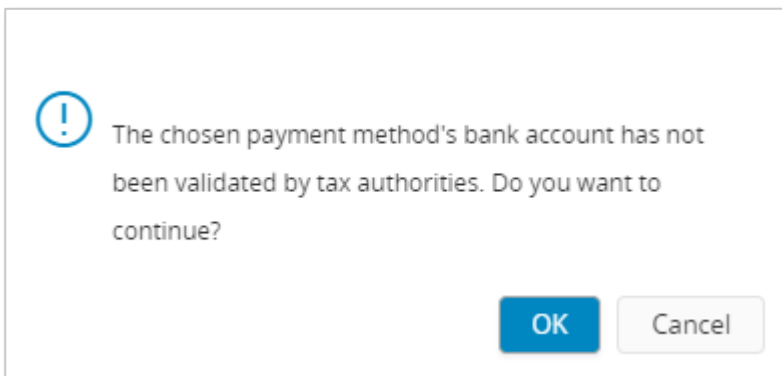 The chosen payment method's bank account has not
been validated by tax authorities. Do you want to
continue?
OK Cancel